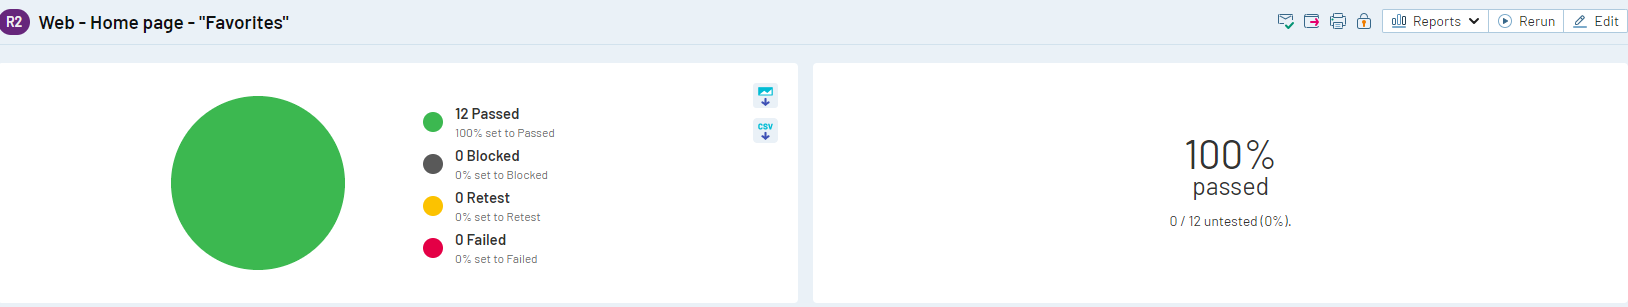 R2 Web - Home page - "Favorites"
Reports Rerun Edit
12 Passed
100% set to Passed
0 Blocked
0% set to Blocked
0 Retest
0% set to Retest
0 Failed
0% set to Failed
CSV
100%
passed
0 / 12 untested (0%).